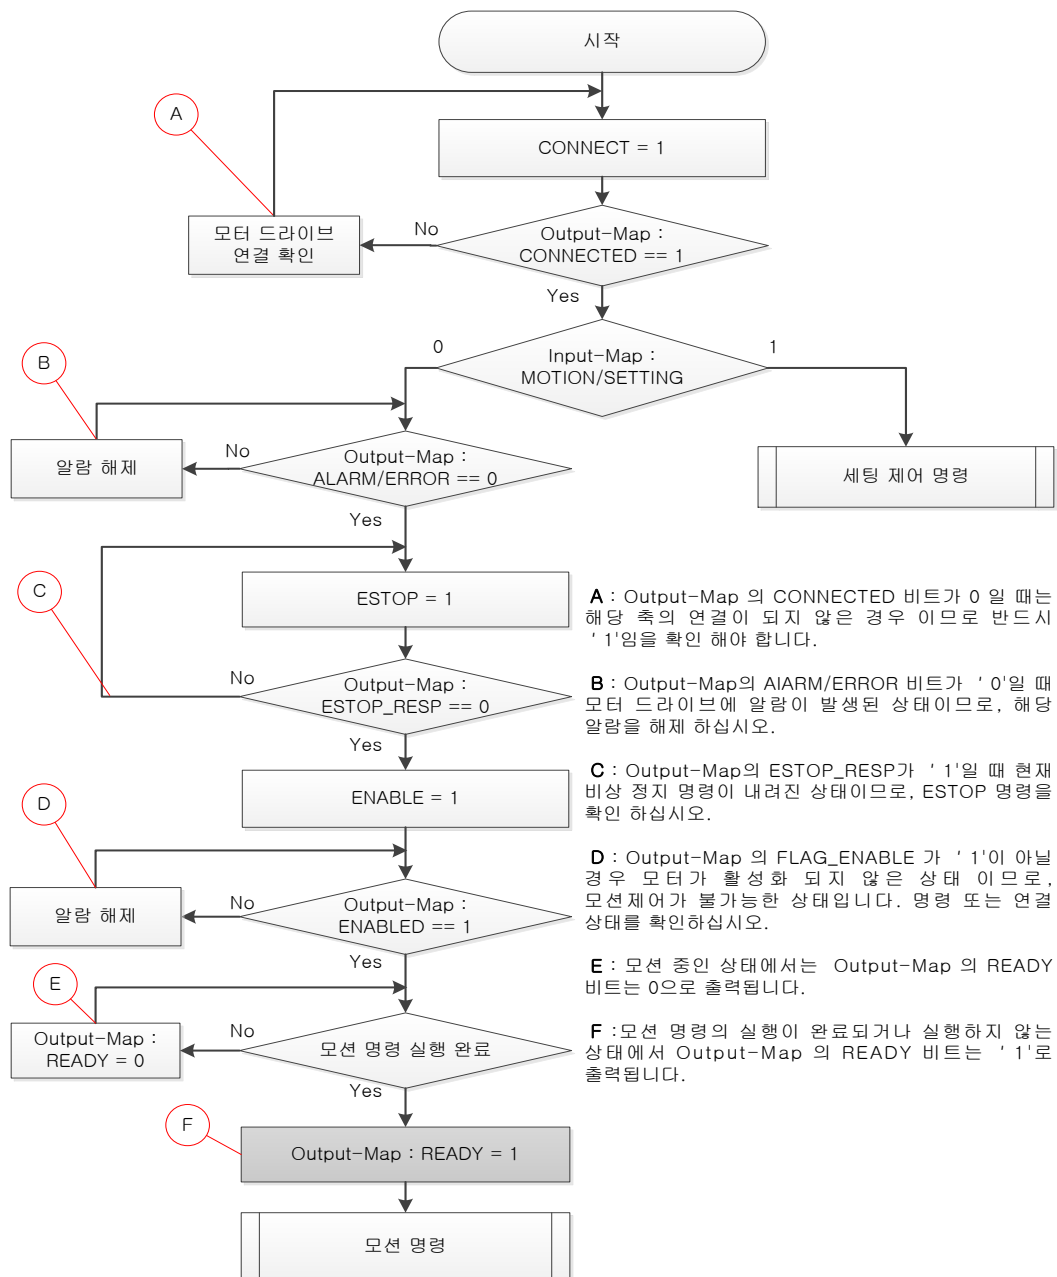 시작
A
CONNECT = 1
모터 드라이브
연결 확인
No
Output-Map :
CONNECTED == 1
Yes
0
Input-Map :
MOTION/SETTING
1
B
알람 해제
No
Output-Map :
ALARM/ERROR == 0
세팅 제어 명령
Yes
C
ESTOP = 1
No
Output-Map :
ESTOP_RESP == 0
Yes
D
ENABLE = 1
알람 해제
No
Output-Map :
ENABLED == 1
Yes
E
Output-Map :
READY = 0
No
모션 명령 실행 완료
Yes
F
Output-Map : READY = 1
모션 명령
A : Output-Map 의 CONNECTED 비트가 0 일 때는
해당 축의 연결이 되지 않은 경우 이므로 반드시
' 1'임을 확인 해야 합니다.
B : Output-Map의 AlARM/ERROR 비트가 ' 0'일 때
모터 드라이브에 알람이 발생된 상태이므로, 해당
알람을 해제 하십시오.
C : Output-Map의 ESTOP_RESP가 ' 1'일 때 현재
비상 정지 명령이 내려진 상태이므로, ESTOP 명령을
확인 하십시오.
D : Output-Map 의 FLAG_ENABLE 가 ' 1'이 아닐
경우 모터가 활성화 되지 않은 상태 이므로,
모션제어가 불가능한 상태입니다. 명령 또는 연결
상태를 확인하십시오.
E : 모션 중인 상태에서는 Output-Map 의 READY
비트는 0으로 출력됩니다.
F :모션 명령의 실행이 완료되거나 실행하지 않는
상태에서 Output-Map 의 READY 비트는 ' 1'로
출력됩니다.